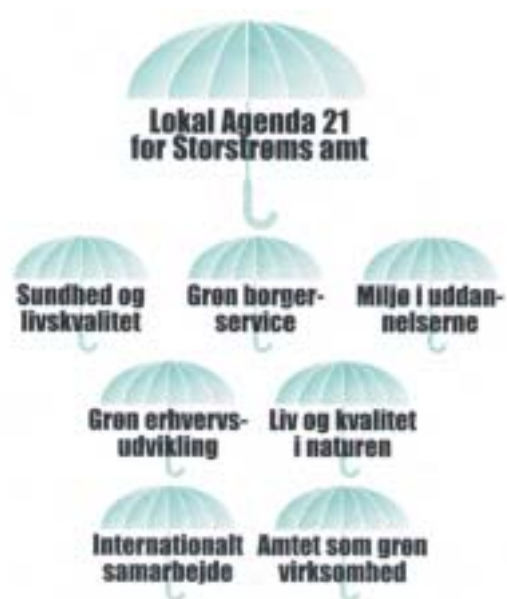 Lokal Agenda 21
for Storstrøms amt
Sundhed og
livskvalitet
Grøn borger-
service
Miljø i uddan-
nelserne
Grøn erhvervs-
udvikling
Liv og kvalitet
i naturen
Internationalt
samarbejde
Amtet som grøn
virksomhed